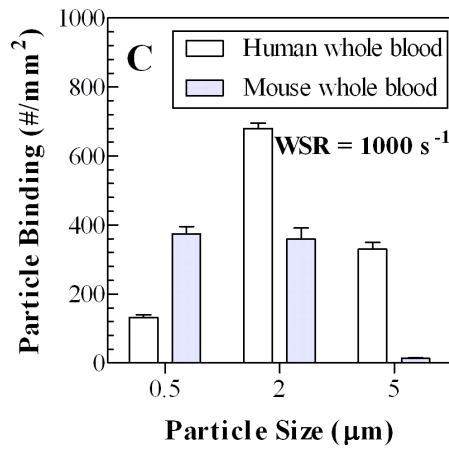 C
Human whole blood
Mouse whole blood
WSR = 1000 s⁻¹
Particle Binding (#/mm²)
1000
800
600
400
200
0
0.5 2 5
Particle Size (µm)